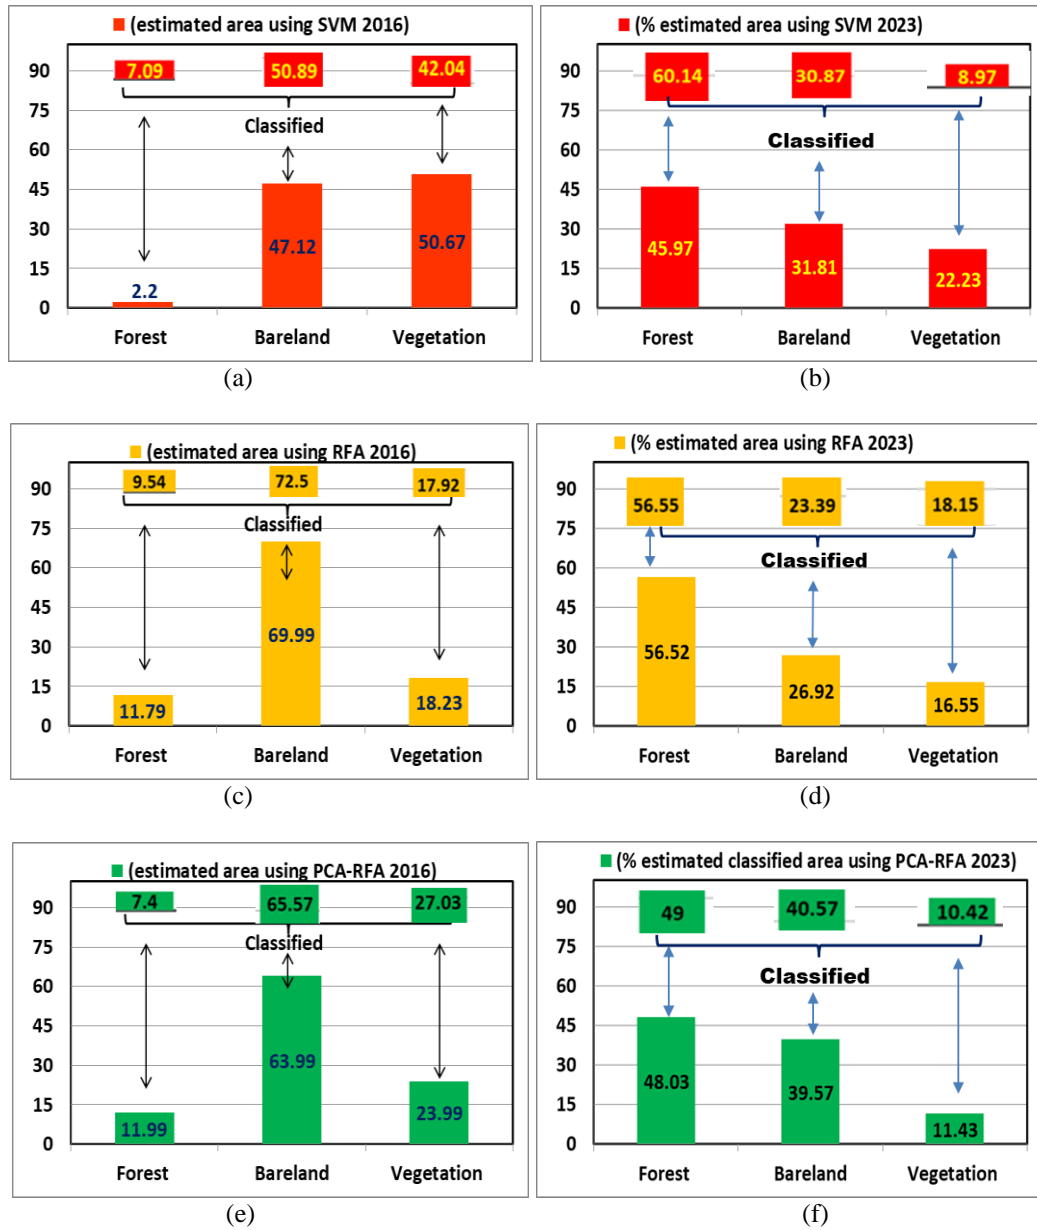 (estimated area using SVM 2016)
7.09 50.89 42.04
Classified
90
75
60
45
30
15
0
2.2 47.12 50.67
Forest Bareland Vegetation
(a)
(% estimated area using SVM 2023)
60.14 30.87 8.97
Classified
90
75
60
45
30
15
0
45.97 31.81 22.23
Forest Bareland Vegetation
(b)
(estimated area using RFA 2016)
9.54 72.5 17.92
Classified
90
75
60
45
30
15
0
11.79 69.99 18.23
Forest Bareland Vegetation
(c)
(% estimated area using RFA 2023)
56.55 23.39 18.15
Classified
90
75
60
45
30
15
0
56.52 26.92 16.55
Forest Bareland Vegetation
(d)
(estimated area using PCA-RFA 2016)
7.4 65.57 27.03
Classified
90
75
60
45
30
15
0
11.99 63.99 23.99
Forest Bareland Vegetation
(e)
(% estimated classified area using PCA-RFA 2023)
49 40.57 10.42
Classified
90
75
60
45
30
15
0
48.03 39.57 11.43
Forest Bareland Vegetation
(f)